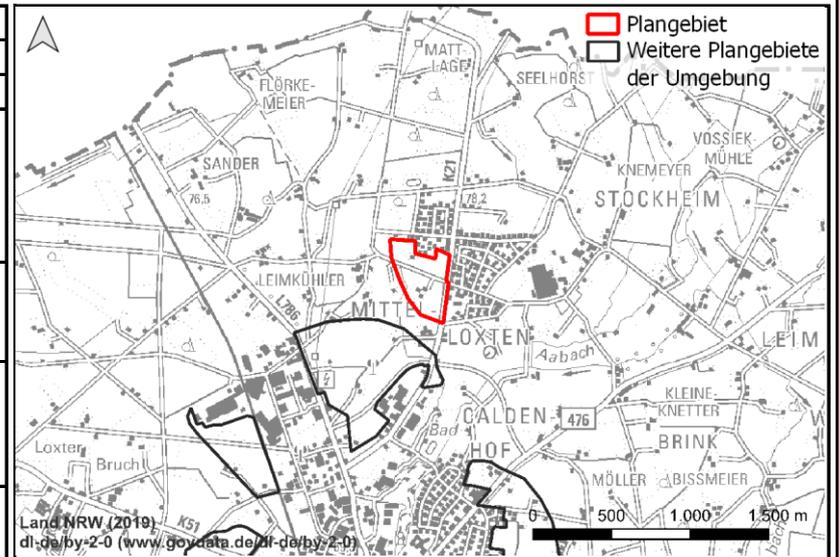 Plangebiet
Weitere Plangebiete
der Umgebung
MATT-
LAGE
SEELHORST
FLÖRKE-
MEIER
VOSSIEK-
MÜHLE
SANDER
K21
KNEMEYER
76,5
78,2
STOCKHEIM
LEIMKÜHLER
L786
MITTE
LOXTEN
LEIM
Aabach
KLEINE
KNETTER
CALDEN-
HOF
476
Bad
BRINK
Loxter
Bruch
MÖLLER
BISSMEIER
K51
0 500 1.000 1.500 m
Land NRW (2019)
dl-de/by-2-0 (www.govdata.de/dl-de/by-2-0)